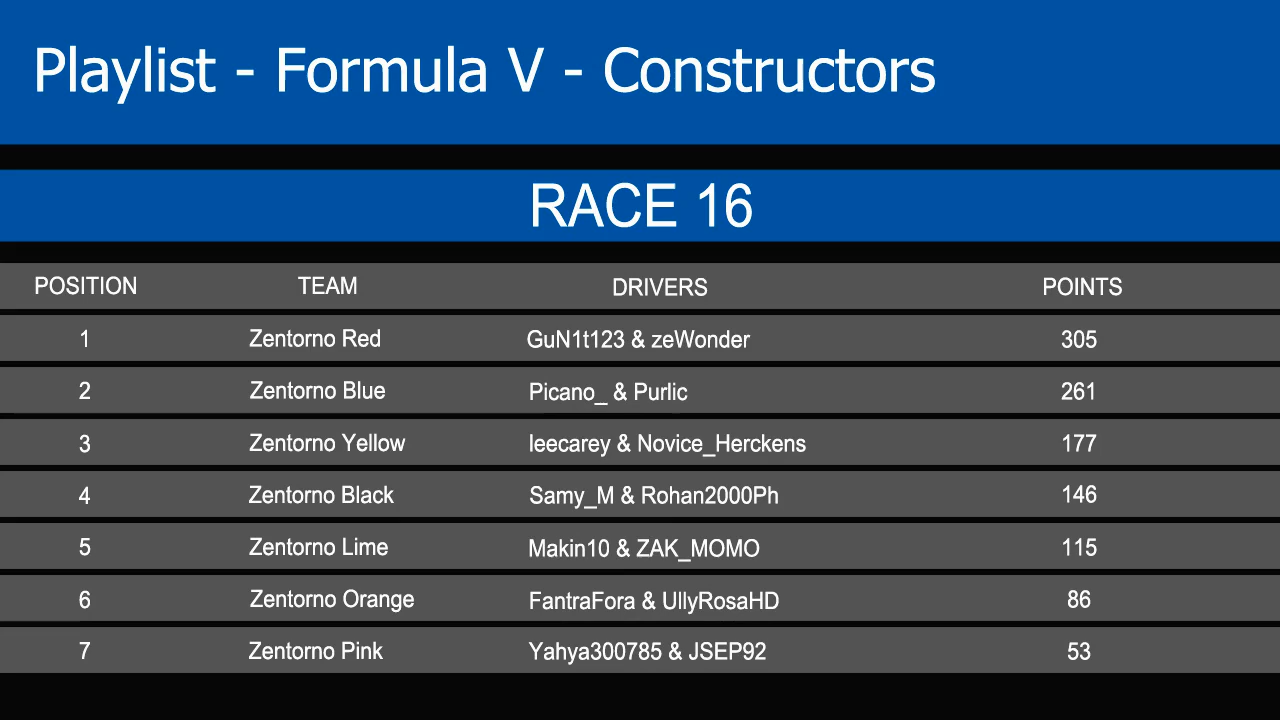 Playlist - Formula V - Constructors
RACE 16
POSITION TEAM DRIVERS POINTS
1 Zentorno Red GuN1t123 & zeWonder 305
2 Zentorno Blue Picano_ & Purlic 261
3 Zentorno Yellow leecarey & Novice_Herckens 177
4 Zentorno Black Samy_M & Rohan2000Ph 146
5 Zentorno Lime Makin10 & ZAK_MOMO 115
6 Zentorno Orange FantraFora & UllyRosaHD 86
7 Zentorno Pink Yahya300785 & JSEP92 53